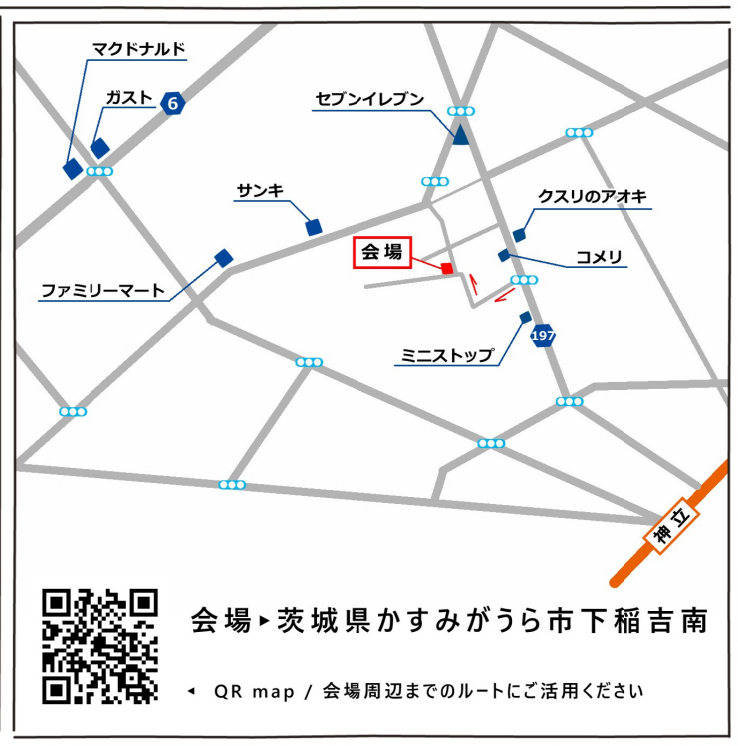 マクドナルド
ガスト
6
セブンイレブン
サンキ
クスリのアオキ
会場
コメリ
ファミリーマート
197
ミニストップ
神立
会場▶茨城県かすみがうら市下稲吉南
◀ QR map / 会場周辺までのルートにご活用ください